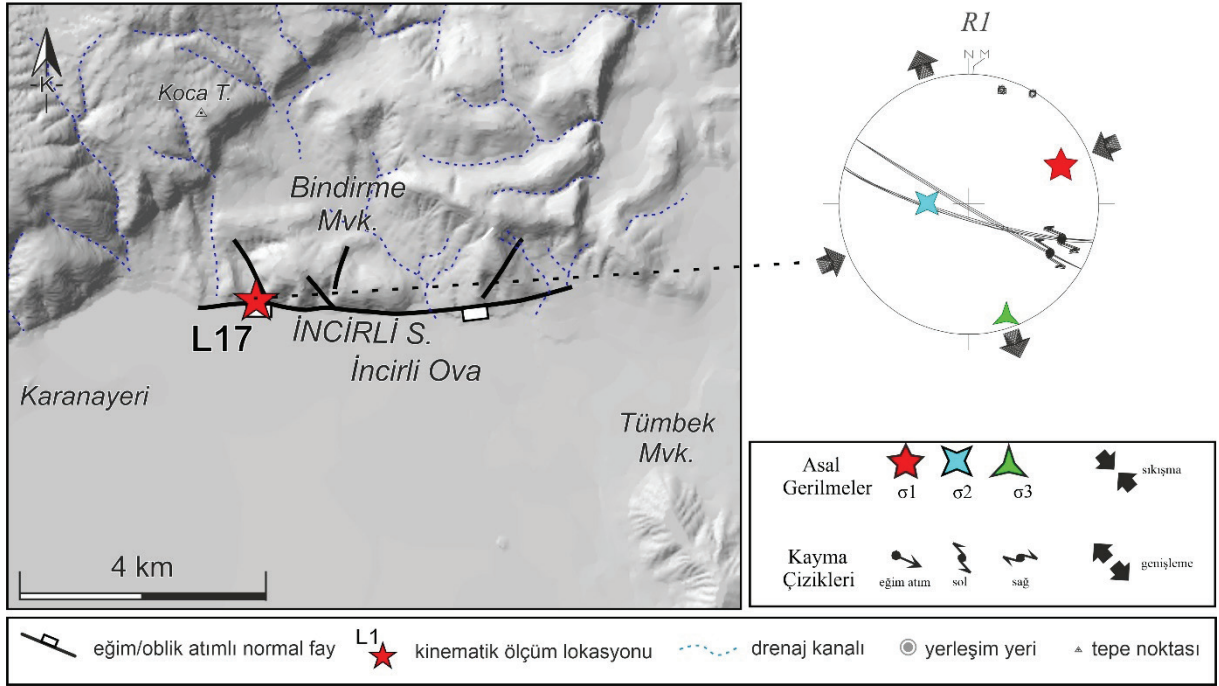 K
Koca T.
Bindirme
Mvk.
L17
İNCİRLİ S.
İncirli Ova
Karanayeri
Tümbek
Mvk.
4 km
R1
N M
Asal
Gerilmeler
σ1
σ2
σ3
sıkışma
Kayma
Çizikleri
eğim atım
sol
sağ
genişleme
eğim/oblik atımlı normal fay
L1
kinematik ölçüm lokasyonu
drenaj kanalı
yerleşim yeri
tepe noktası